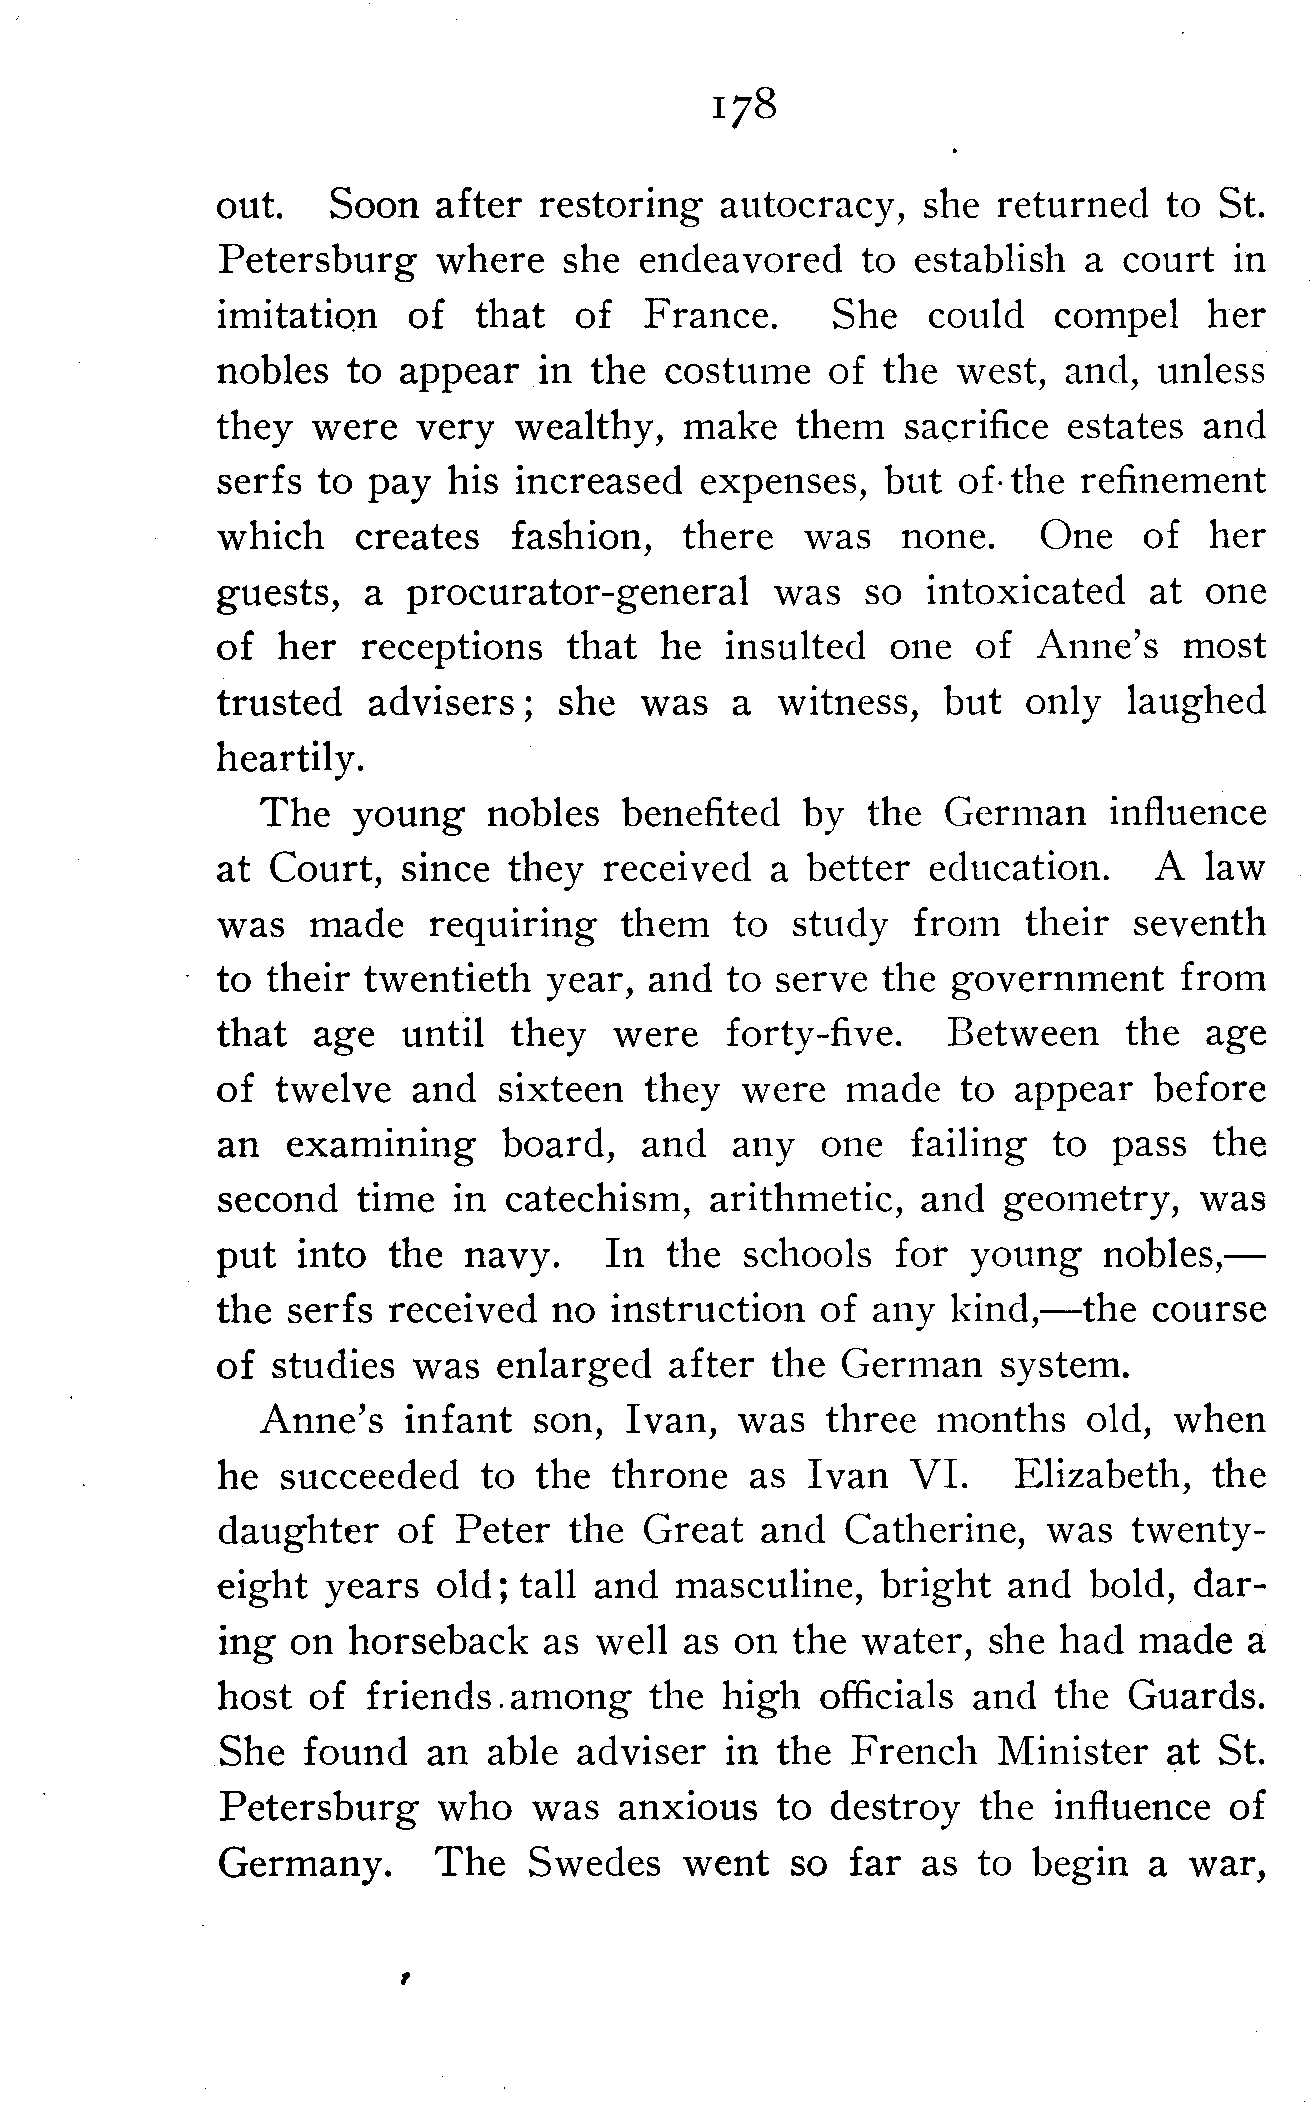 178
out. Soon after restoring autocracy, she returned to St.
Petersburg where she endeavored to establish a court in
imitation of that of France. She could compel her
nobles to appear in the costume of the west, and, unless
they were very wealthy, make them sacrifice estates and
serfs to pay his increased expenses, but of the refinement
which creates fashion, there was none. One of her
guests, a procurator-general was so intoxicated at one
of her receptions that he insulted one of Anne's most
trusted advisers; she was a witness, but only laughed
heartily.
The young nobles benefited by the German influence
at Court, since they received a better education. A law
was made requiring them to study from their seventh
to their twentieth year, and to serve the government from
that age until they were forty-five. Between the age
of twelve and sixteen they were made to appear before
an examining board, and any one failing to pass the
second time in catechism, arithmetic, and geometry, was
put into the navy. In the schools for young nobles,—
the serfs received no instruction of any kind,—the course
of studies was enlarged after the German system.
Anne's infant son, Ivan, was three months old, when
he succeeded to the throne as Ivan VI. Elizabeth, the
daughter of Peter the Great and Catherine, was twenty-
eight years old; tall and masculine, bright and bold, dar-
ing on horseback as well as on the water, she had made a
host of friends among the high officials and the Guards.
She found an able adviser in the French Minister at St.
Petersburg who was anxious to destroy the influence of
Germany. The Swedes went so far as to begin a war,